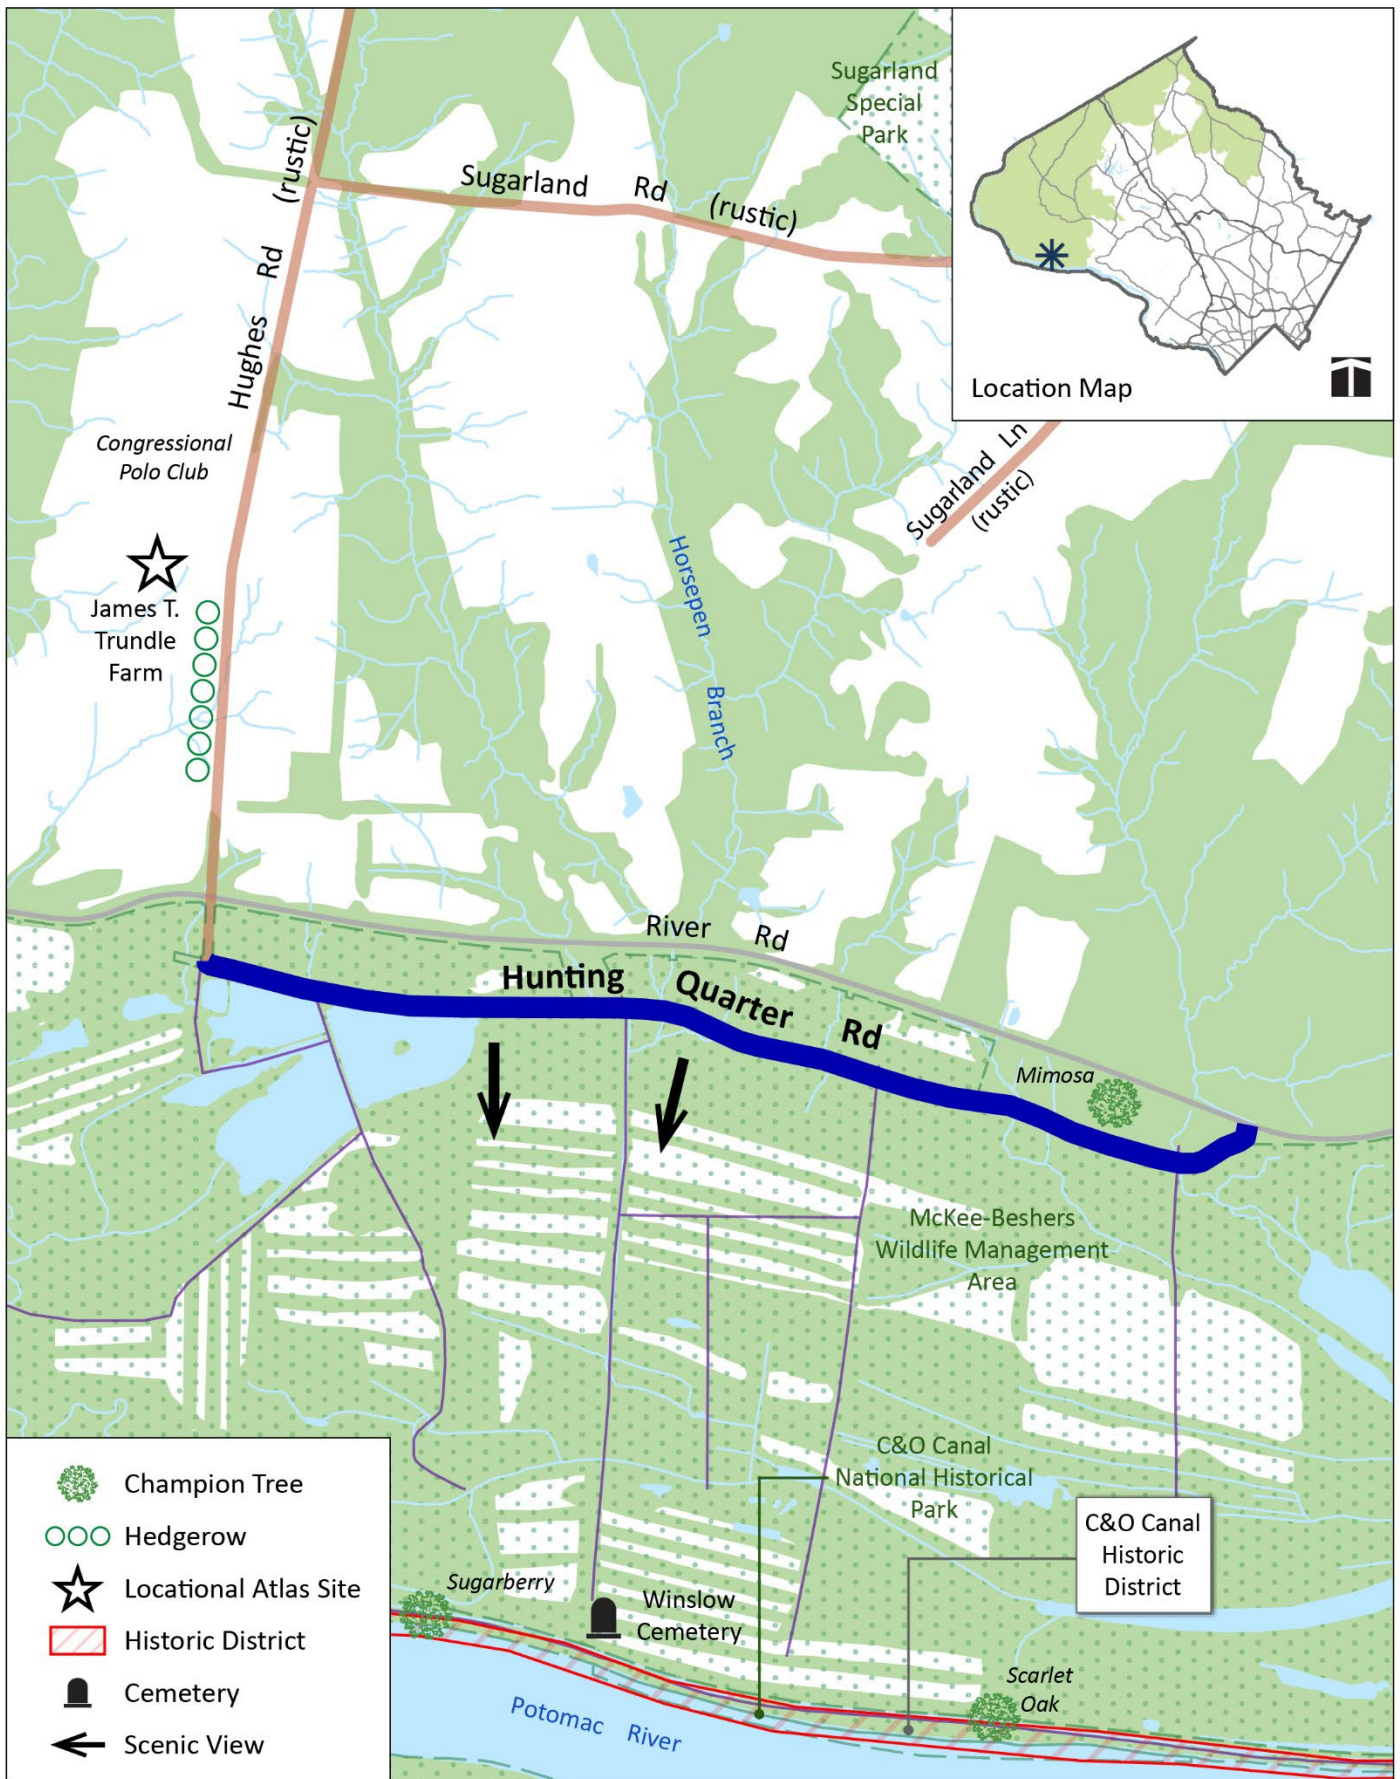 Sugarland
Special
Park
Location Map
Hughes Rd (rustic)
Sugarland Rd (rustic)
Sugarland Ln
(rustic)
Congressional
Polo Club
James T.
Trundle
Farm
Horsepen Branch
River Rd
Hunting Quarter Rd
Mimosa
McKee-Beshers
Wildlife Management
Area
C&O Canal
National Historical
Park
C&O Canal
Historic
District
Sugarberry
Winslow
Cemetery
Scarlet
Oak
Potomac River
Champion Tree
Hedgerow
Locational Atlas Site
Historic District
Cemetery
Scenic View